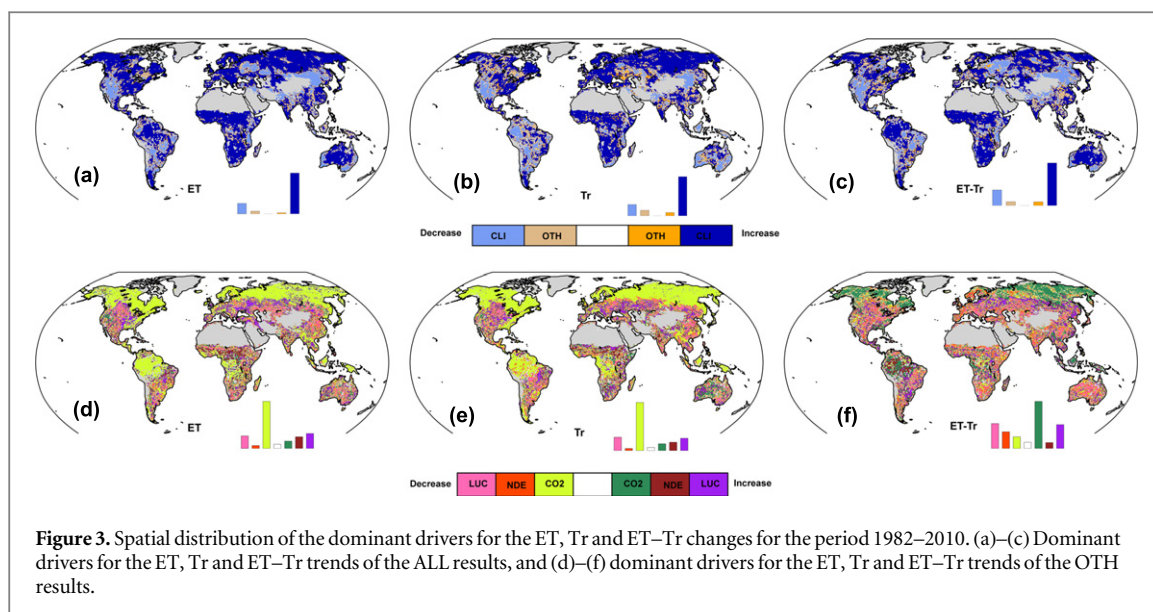 (a)
ET
(b)
Tr
(c)
ET-Tr
Decrease CLI OTH OTH CLI Increase
(d)
ET
(e)
Tr
(f)
ET-Tr
Decrease LUC NDE CO2 CO2 NDE LUC Increase
Figure 3. Spatial distribution of the dominant drivers for the ET, Tr and ET–Tr changes for the period 1982–2010. (a)–(c) Dominant
drivers for the ET, Tr and ET–Tr trends of the ALL results, and (d)–(f) dominant drivers for the ET, Tr and ET–Tr trends of the OTH
results.